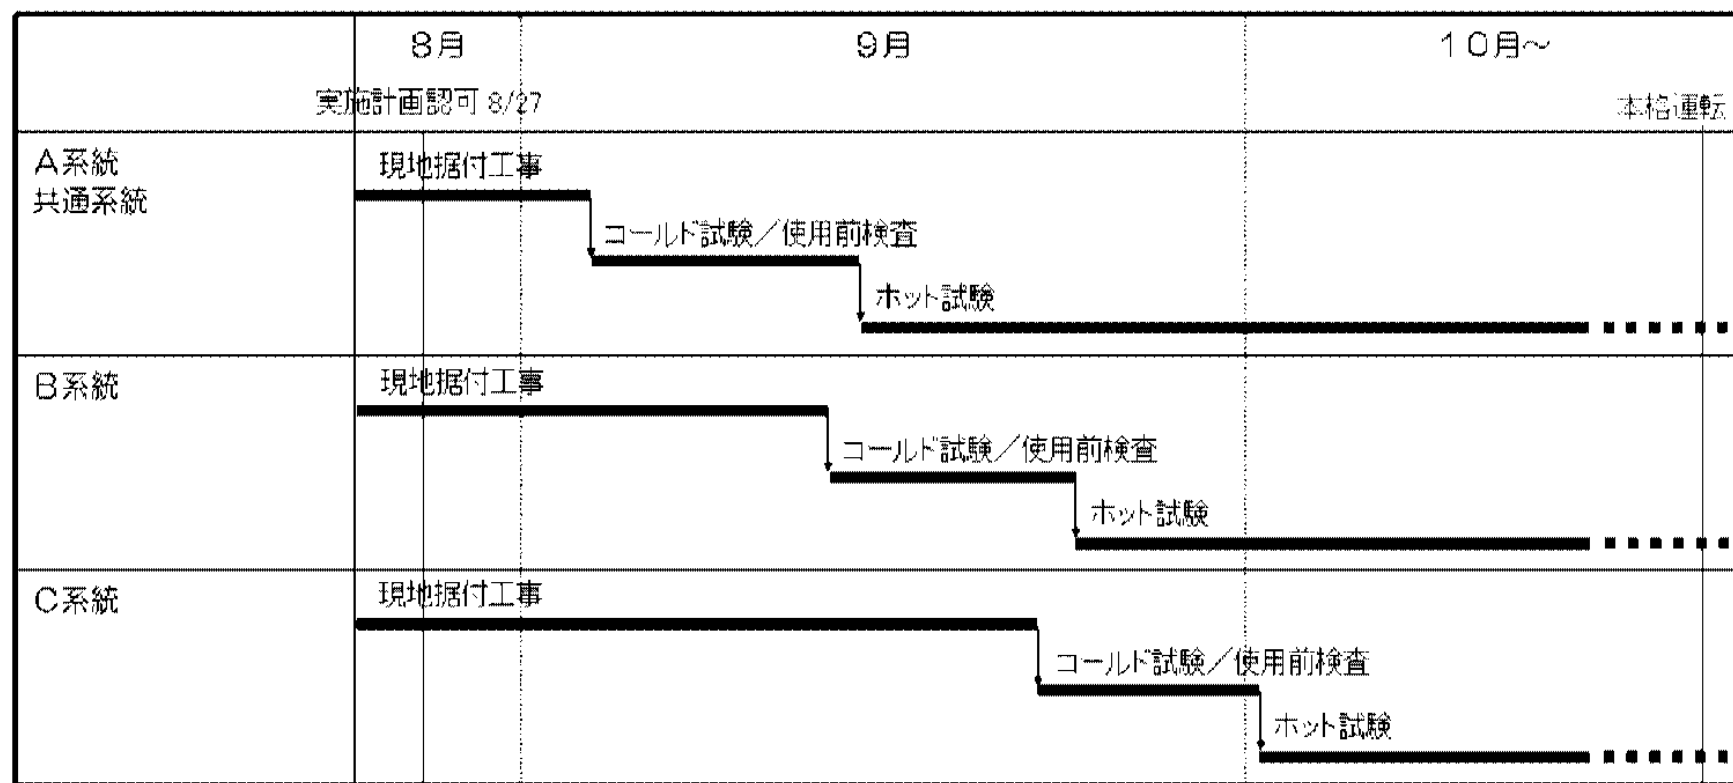 8月
9月
10月～
実施計画認可 8/27
本格運転
A系統
共通系統
現地据付工事
コールド試験／使用前検査
ホット試験
B系統
現地据付工事
コールド試験／使用前検査
ホット試験
C系統
現地据付工事
コールド試験／使用前検査
ホット試験